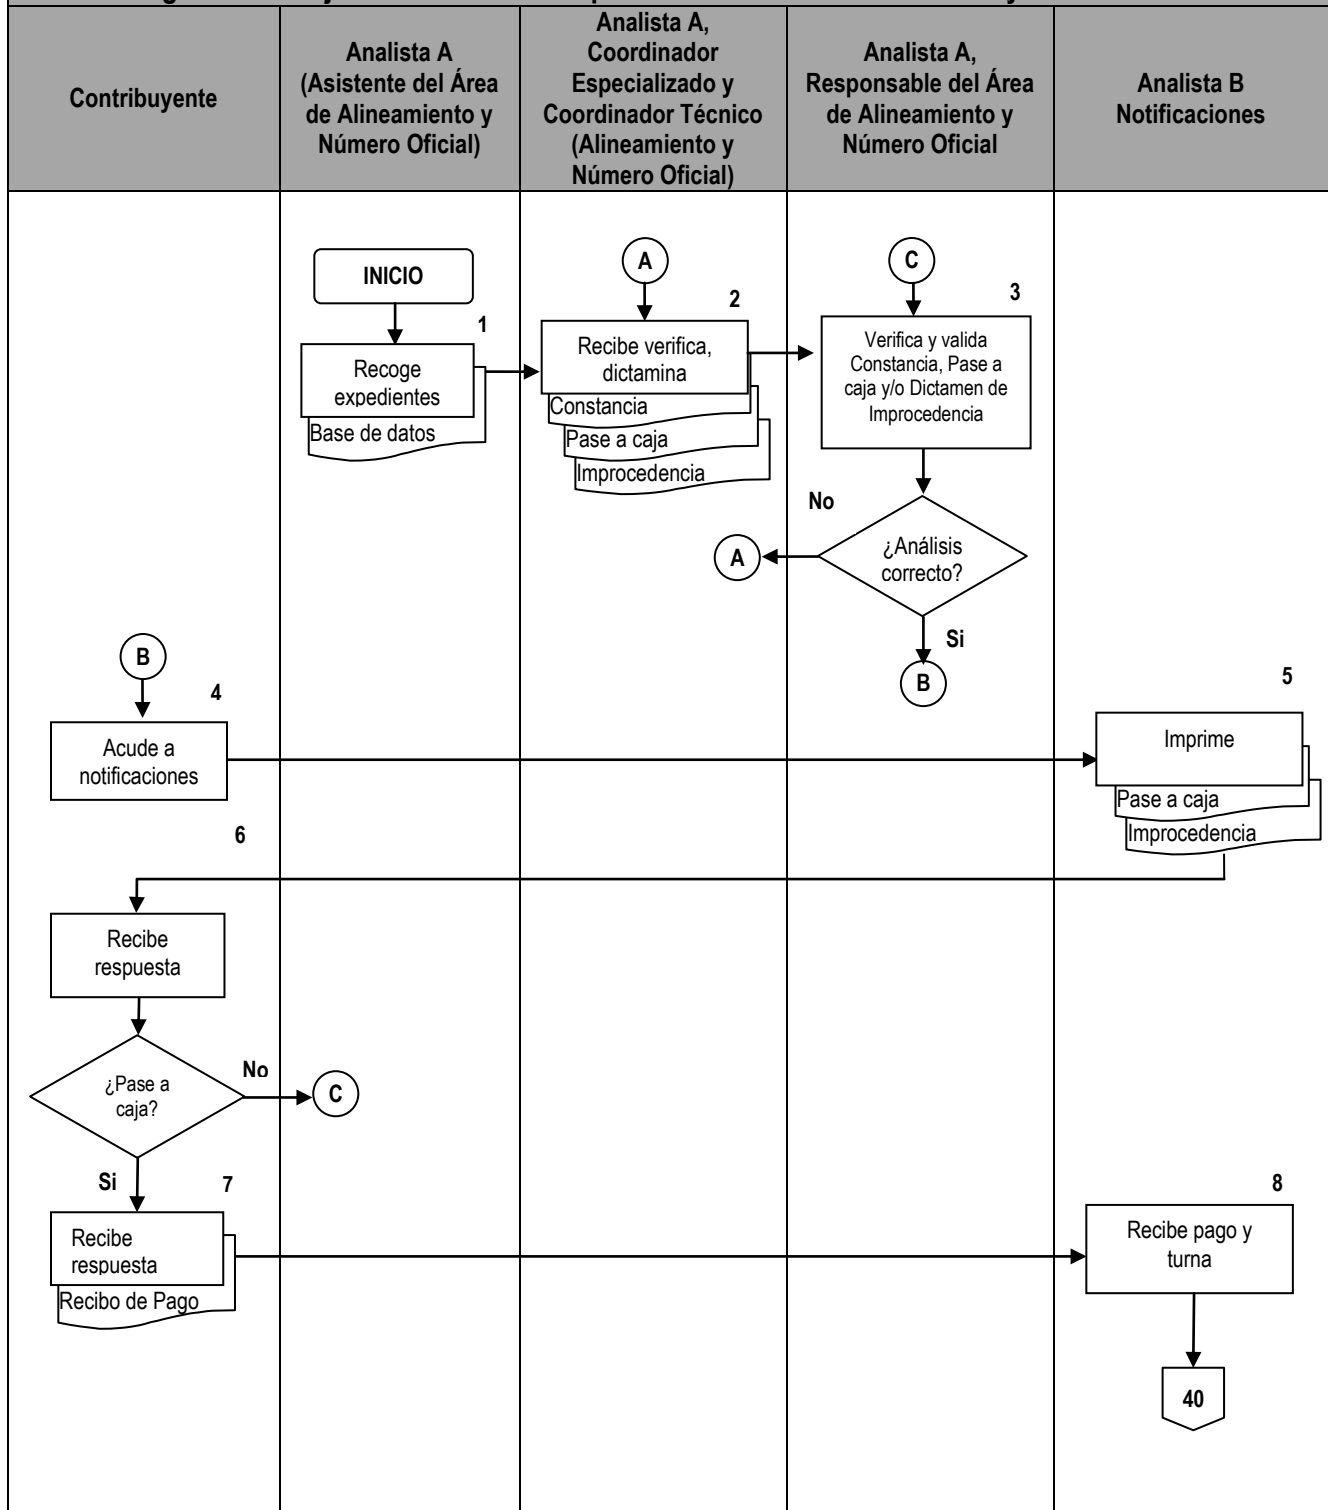 Contribuyente
Analista A
(Asistente del Área
de Alineamiento y
Número Oficial)
Analista A,
Coordinador
Especializado y
Coordinador Técnico
(Alineamiento y
Número Oficial)
Analista A,
Responsable del Área
de Alineamiento y
Número Oficial
Analista B
Notificaciones
INICIO
1
Recoge
expedientes
Base de datos
A
2
Recibe verifica,
dictamina
Constancia
Pase a caja
Improcedencia
C
3
Verifica y valida
Constancia, Pase a
caja y/o Dictamen de
Improcedencia
No
¿Análisis
correcto?
A
Si
B
B
4
Acude a
notificaciones
5
Imprime
Pase a caja
Improcedencia
6
Recibe
respuesta
¿Pase a
caja?
No
C
Si
7
Recibe
respuesta
Recibo de Pago
8
Recibe pago y
turna
40